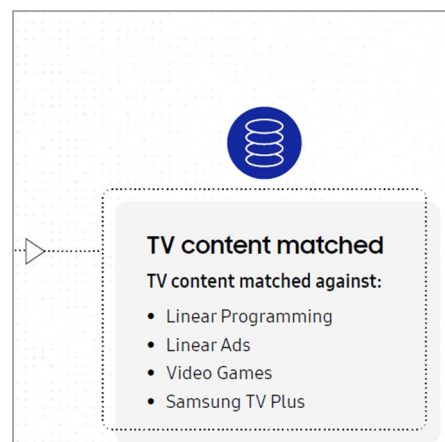 TV content matched
TV content matched against:
• Linear Programming
• Linear Ads
• Video Games
• Samsung TV Plus